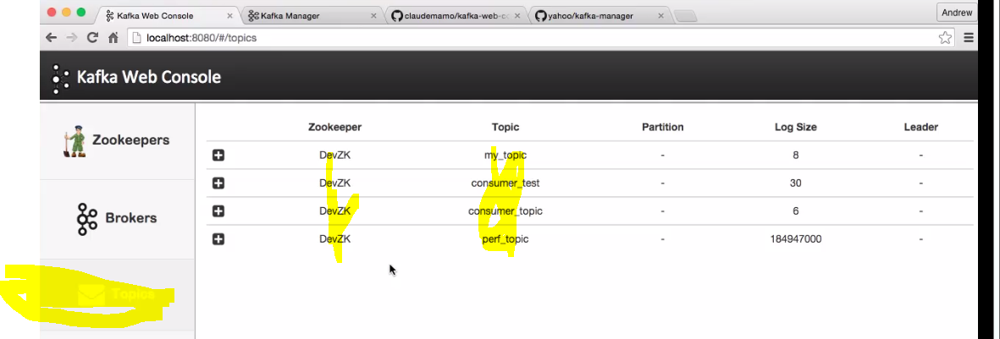 Kafka Web Console
Kafka Manager
claudemamo/kafka-web-c
yahoo/kafka-manager
Andrew
localhost:8080/#/topics
Kafka Web Console
Zookeepers
Brokers
Topics
Zookeeper Topic Partition Log Size Leader
DevZK my_topic - 8 -
DevZK consumer_test - 30 -
DevZK consumer_topic - 6 -
DevZK perf_topic - 184947000 -